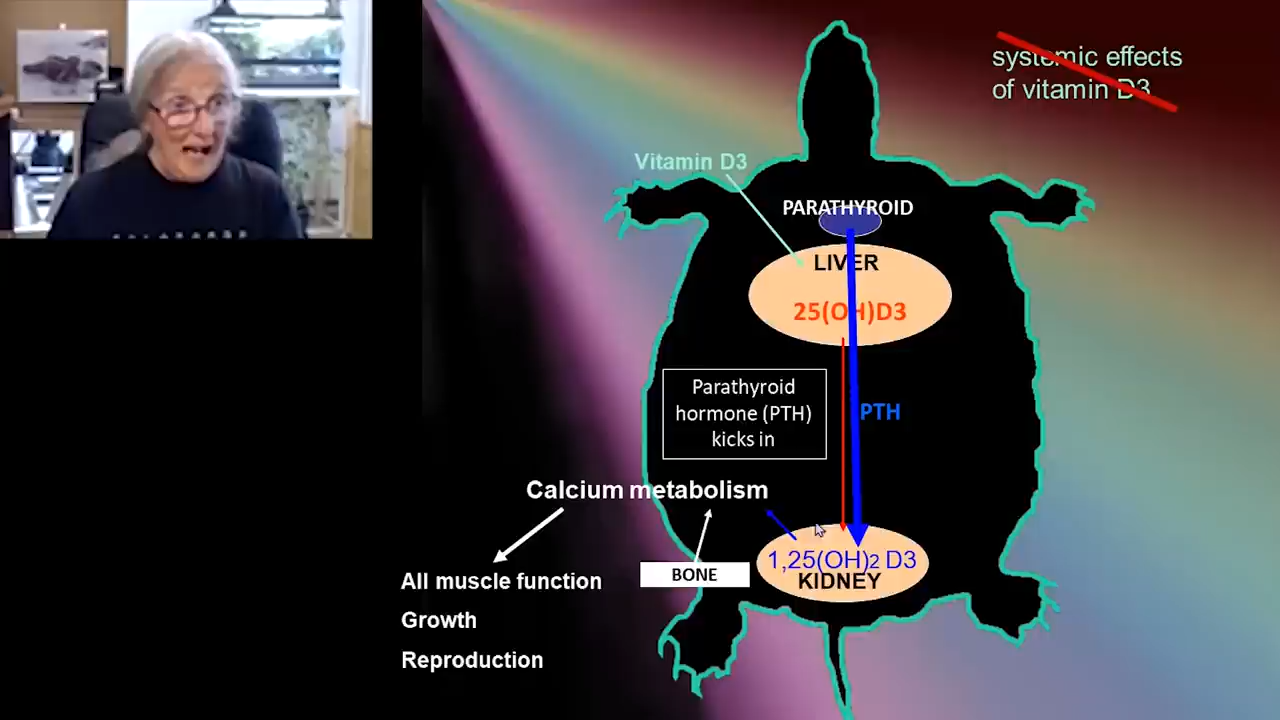 systemic effects
of vitamin D3
Vitamin D3
PARATHYROID
LIVER
25(OH)D3
Parathyroid
hormone (PTH)
kicks in
PTH
Calcium metabolism
1,25(OH)2 D3
KIDNEY
BONE
All muscle function
Growth
Reproduction